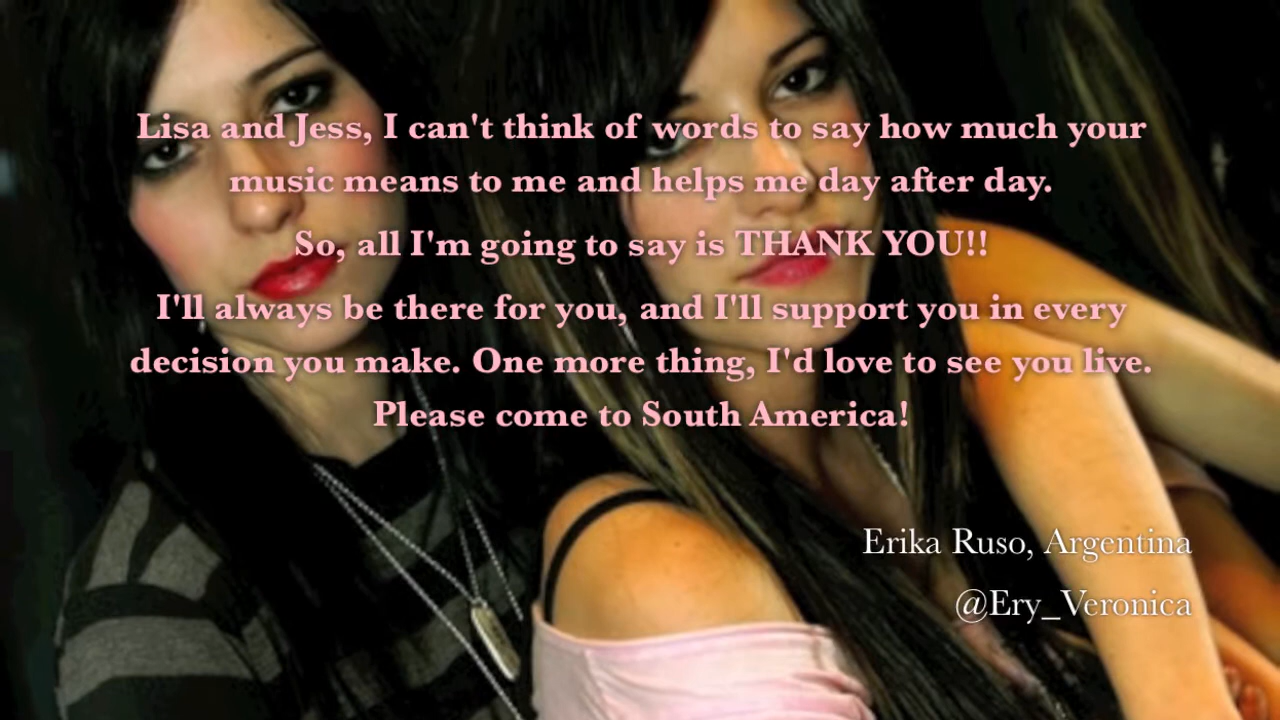 Lisa and Jess, I can't think of words to say how much your
music means to me and helps me day after day.
So, all I'm going to say is THANK YOU!!
I'll always be there for you, and I'll support you in every
decision you make. One more thing, I'd love to see you live.
Please come to South America!
Erika Ruso, Argentina
@Ery_Veronica